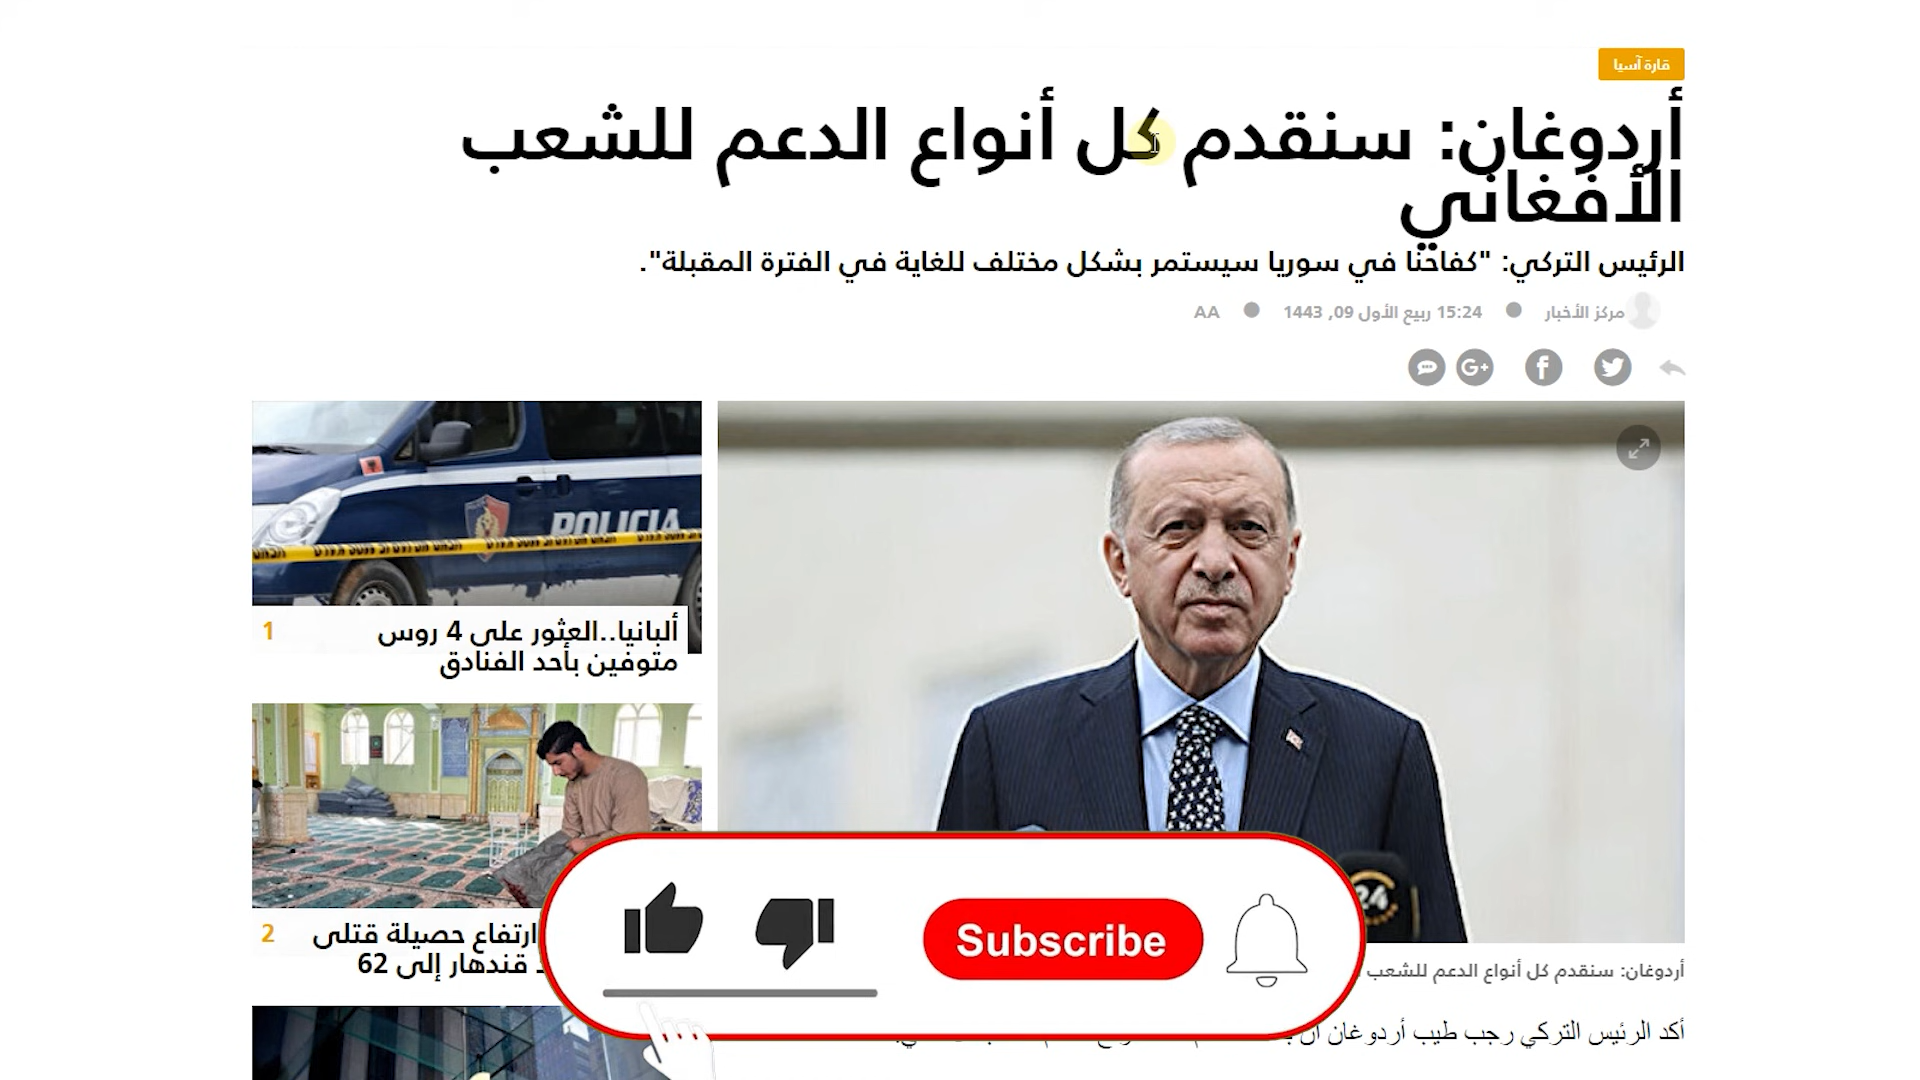 قارة آسيا
أردوغان: سنقدم كل أنواع الدعم للشعب
الأفغاني
الرئيس التركي: "كفاحنا في سوريا سيستمر بشكل مختلف للغاية في الفترة المقبلة".
مركز الأخبار ● 15:24 ربيع الأول 09, 1443 ● AA
POLICIA
ألبانيا..العثور على 4 روس
متوفين بأحد الفنادق
1
ارتفاع حصيلة قتلى
قندهار إلى 62
2
24
Subscribe
أردوغان: سنقدم كل أنواع الدعم للشعب
أكد الرئيس التركي رجب طيب أردوغان أن